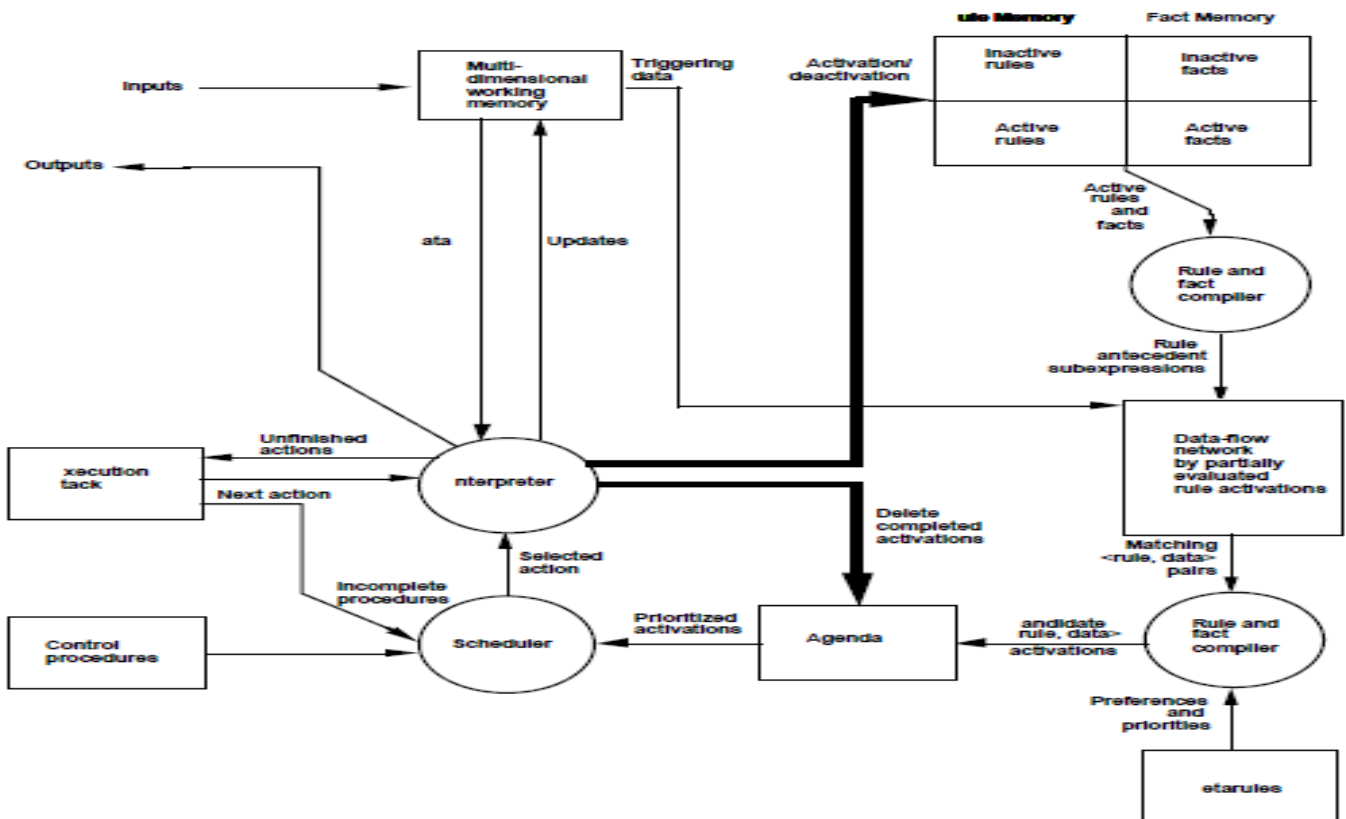 ule Memory
Fact Memory
Inactive
rules
Inactive
facts
Active
rules
Active
facts
Multi-
dimensional
working
memory
Triggering
data
Activation/
deactivation
Inputs
Outputs
Active
rules
and
facts
ata
Updates
Rule and
fact
compiler
Rule
antecedent
subexpressions
Unfinished
actions
xecution
tack
Next action
nterpreter
Data-flow
network
by partially
evaluated
rule activations
Delete
completed
activations
Matching
<rule, data>
pairs
Selected
action
Incomplete
procedures
Control
procedures
Scheduler
Prioritized
activations
Agenda
andidate
rule, data>
activations
Rule and
fact
compiler
Preferences
and
priorities
etarules